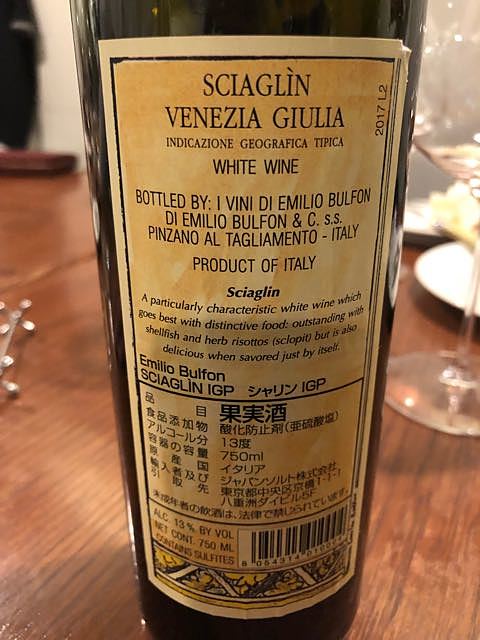 SCIAGLÌN
VENEZIA GIULIA
INDICAZIONE GEOGRAFICA TIPICA
WHITE WINE
2017 L2
BOTTLED BY: I VINI DI EMILIO BULFON
DI EMILIO BULFON & C. s.s.
PINZANO AL TAGLIAMENTO - ITALY
PRODUCT OF ITALY
Sciaglin
A particularly characteristic white wine which
goes best with distinctive food: outstanding with
shellfish and herb risottos (sclopit) but is also
delicious when savored just by itself.
Emilio Bulfon
SCIAGLÌN IGP シャリン IGP
品目 果実酒
食品添加物 酸化防止剤(亜硫酸塩)
アルコール分 13度
容器の容量 750ml
原産国 イタリア
輸入者及び ジャパンソルト株式会社
引取先 東京都中央区京橋1-1-1
八重洲ダイビル5F
未成年者の飲酒は、法律で禁じられています。
ALC. 13% BY VOL
NET CONT. 750 ML
CONTAINS SULFITES